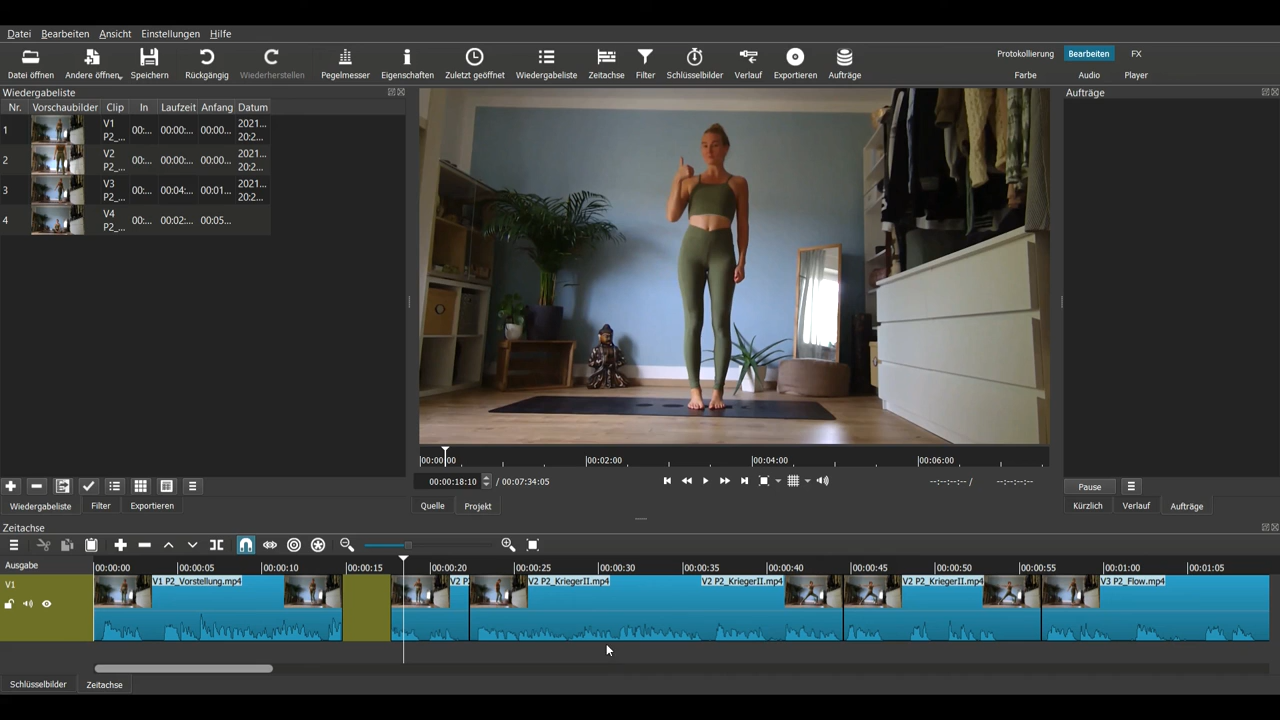 Datei Bearbeiten Ansicht Einstellungen Hilfe
Datei öffnen Andere öffnen Speichern Rückgängig Wiederherstellen Pegelmesser Eigenschaften Zuletzt geöffnet Wiedergabeliste Zeitachse Filter Schlüsselbilder Verlauf Exportieren Aufträge
Protokollierung Bearbeiten FX
Farbe Audio Player
Wiedergabeliste
Aufträge
Nr. Vorschaubilder Clip In Laufzeit Anfang Datum
1 V1 P2_... 00:... 00:00:... 00:00... 2021... 20:2...
2 V2 P2_... 00:... 00:00:... 00:00... 2021... 20:2...
3 V3 P2_... 00:... 00:04:... 00:01... 2021... 20:2...
4 V4 P2_... 00:... 00:02:... 00:05...
00:00:00 00:02:00 00:04:00 00:06:00
00:00:18:10 / 00:07:34:05 --:--:--:-- / --:--:--:--
Pause
Wiedergabeliste Filter Exportieren
Quelle Projekt
Kürzlich Verlauf Aufträge
Zeitachse
Ausgabe 00:00:00 00:00:05 00:00:10 00:00:15 00:00:20 00:00:25 00:00:30 00:00:35 00:00:40 00:00:45 00:00:50 00:00:55 00:01:00 00:01:05
V1 V1 P2_Vorstellung.mp4 V2 P V2 P2_KriegerII.mp4 V2 P2_KriegerII.mp4 V2 P2_KriegerII.mp4 V3 P2_Flow.mp4
Schlüsselbilder Zeitachse